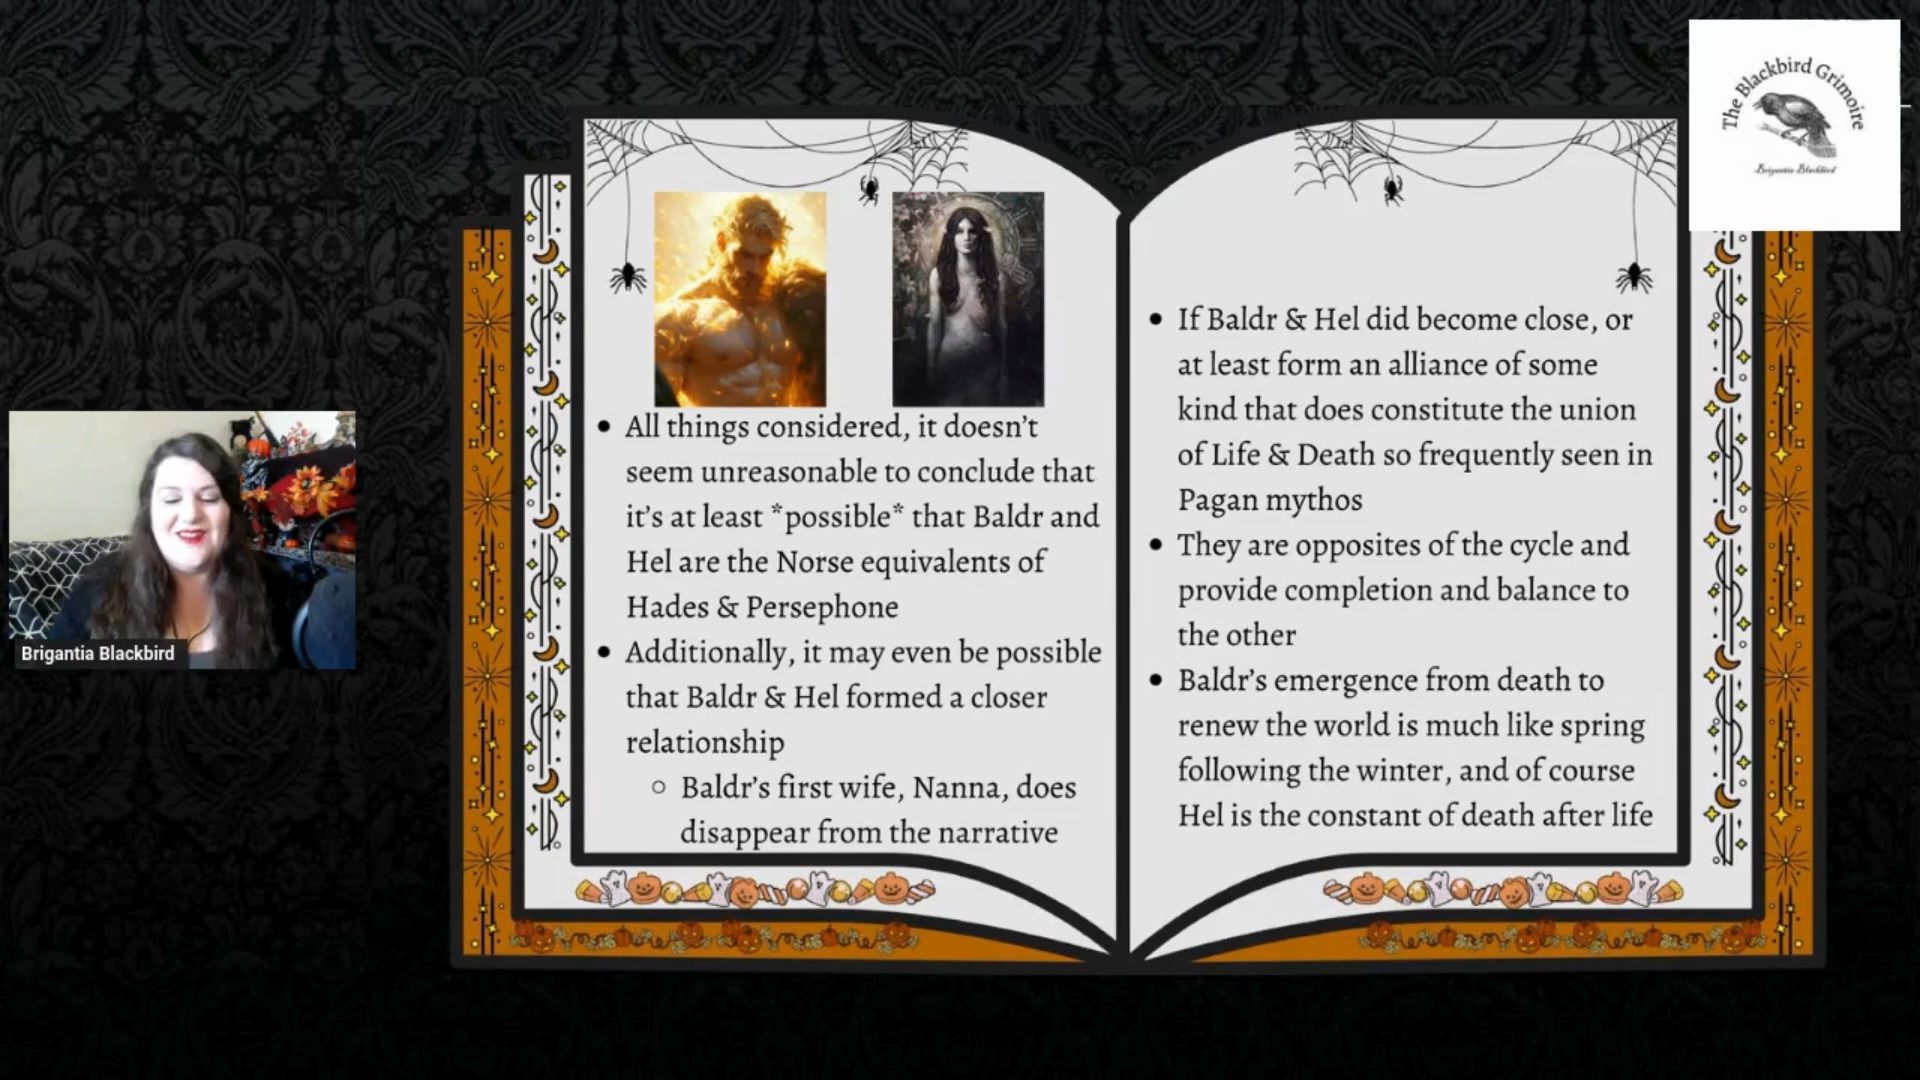 The Blackbird Grimoire
Brigantia Blackbird
All things considered, it doesn't
seem unreasonable to conclude that
it's at least *possible* that Baldr and
Hel are the Norse equivalents of
Hades & Persephone
Additionally, it may even be possible
that Baldr & Hel formed a closer
relationship
Baldr's first wife, Nanna, does
disappear from the narrative
If Baldr & Hel did become close, or
at least form an alliance of some
kind that does constitute the union
of Life & Death so frequently seen in
Pagan mythos
They are opposites of the cycle and
provide completion and balance to
the other
Baldr's emergence from death to
renew the world is much like spring
following the winter, and of course
Hel is the constant of death after life
Brigantia Blackbird